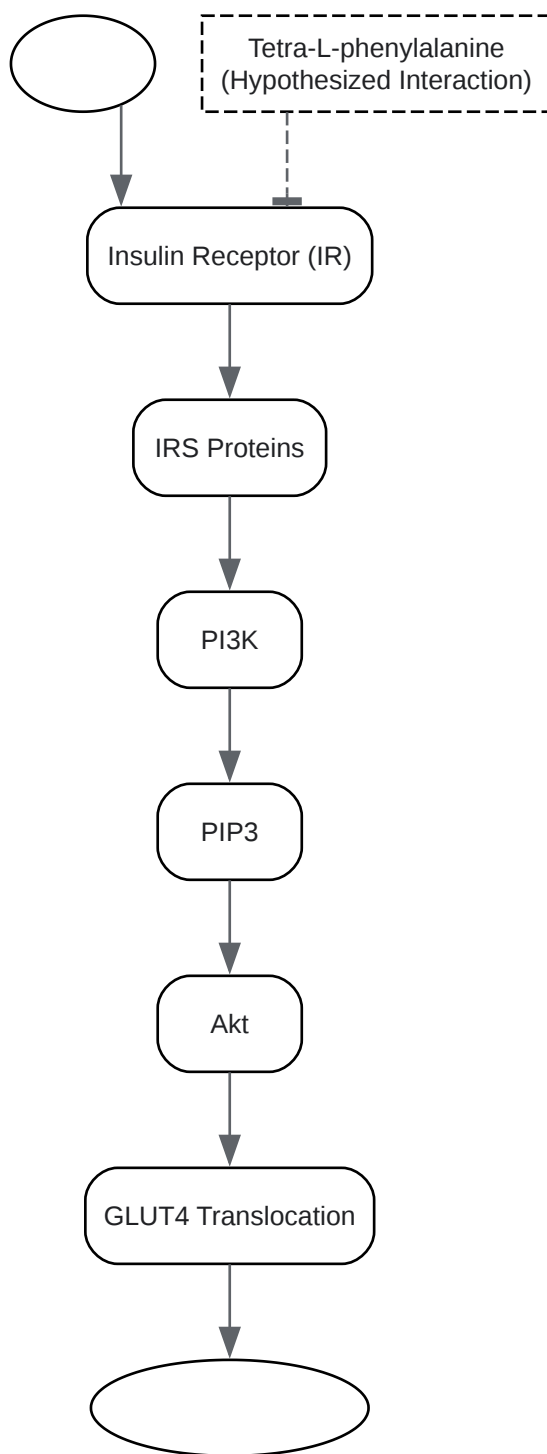 Tetra-L-phenylalanine
(Hypothesized Interaction)
Insulin Receptor (IR)
IRS Proteins
PI3K
PIP3
Akt
GLUT4 Translocation